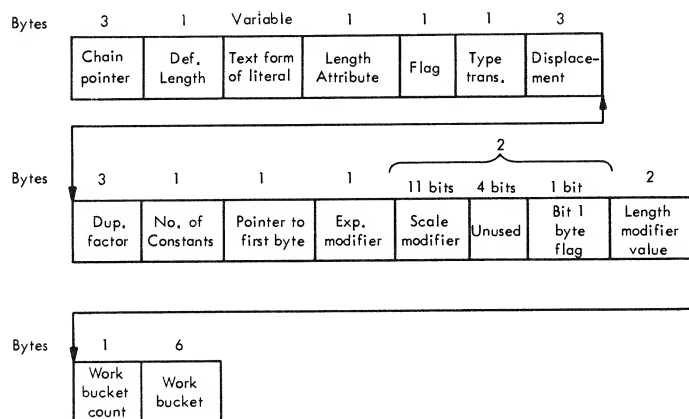 Bytes 3 1 Variable 1 1 1 3
Chain pointer Def. Length Text form of literal Length Attribute Flag Type trans. Displace-ment
2
Bytes 3 1 1 1 11 bits 4 bits 1 bit 2
Dup. factor No. of Constants Pointer to first byte Exp. modifier Scale modifier Unused Bit 1 byte flag Length modifier value
Bytes 1 6
Work bucket count Work bucket